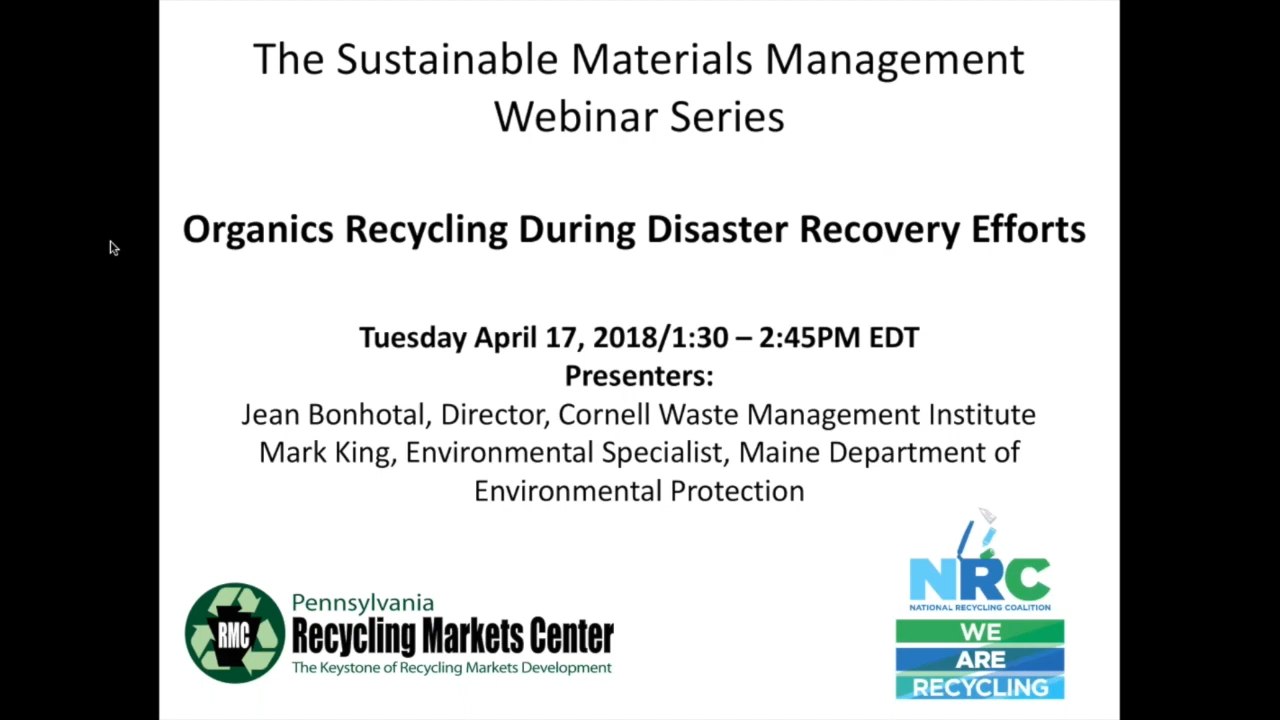 The Sustainable Materials Management
Webinar Series
Organics Recycling During Disaster Recovery Efforts
Tuesday April 17, 2018/1:30 – 2:45PM EDT
Presenters:
Jean Bonhotal, Director, Cornell Waste Management Institute
Mark King, Environmental Specialist, Maine Department of
Environmental Protection
RMC
Pennsylvania
Recycling Markets Center
The Keystone of Recycling Markets Development
NRC
NATIONAL RECYCLING COALITION
WE
ARE
RECYCLING